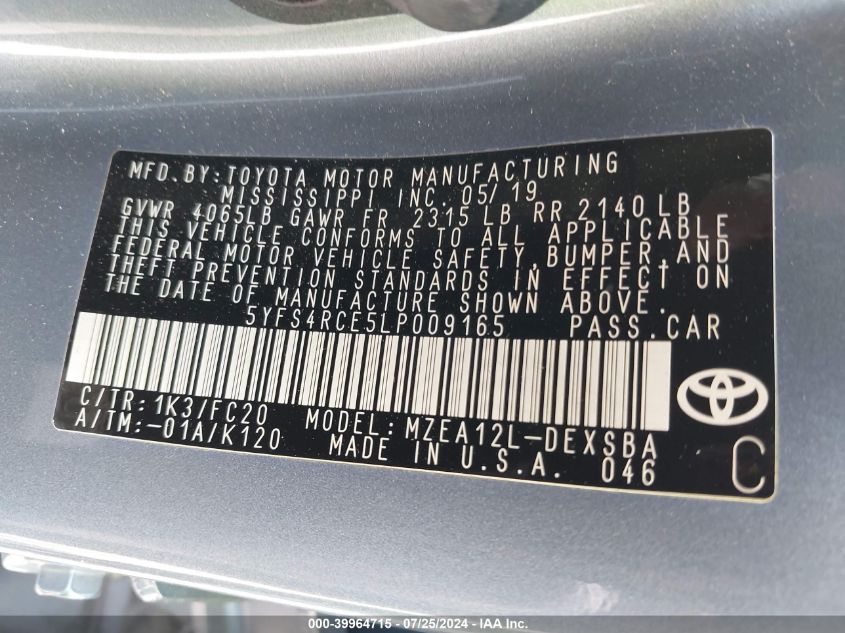 MFD.BY:TOYOTA MOTOR MANUFACTURING
MISSISSIPPI INC. 05/19
GVWR 4065LB GAWR FR 2315 LB RR 2140 LB
THIS VEHICLE CONFORMS TO ALL APPLICABLE
FEDERAL MOTOR VEHICLE SAFETY,BUMPER,AND
THEFT PREVENTION STANDARDS IN EFFECT ON
THE DATE OF MANUFACTURE SHOWN ABOVE.
5YFS4RCE5LP009165 PASS.CAR
C/TR:1K3/FC20 MODEL:MZEA12L-DEXSBA
A/TM:-01A/K120 MADE IN U.S.A. 046
C
000-39964715 - 07/25/2024 - IAA Inc.